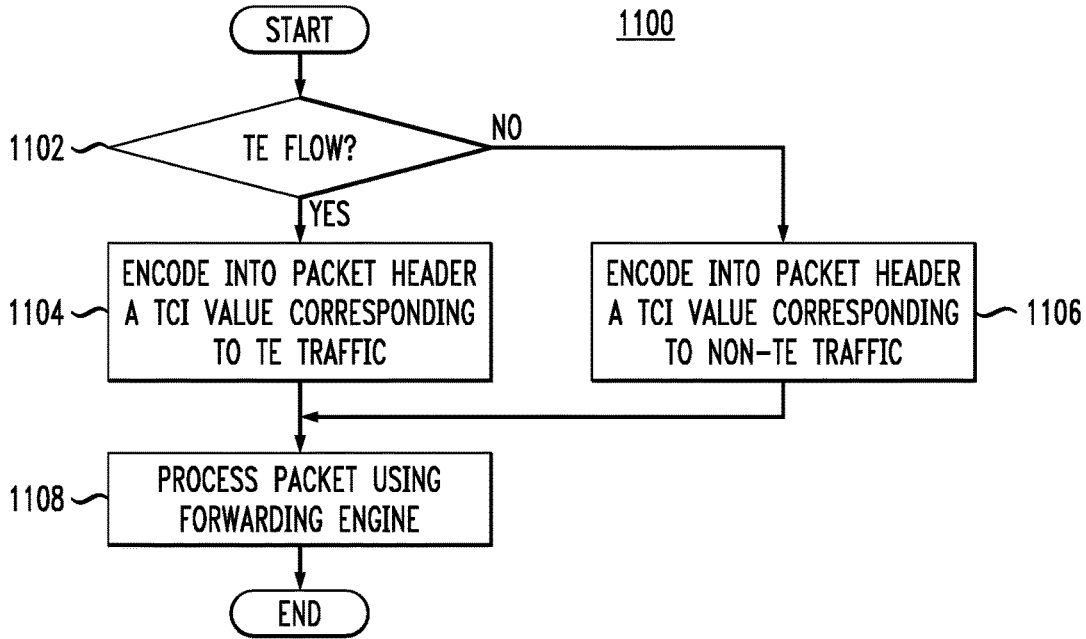 START
1100
1102
TE FLOW?
NO
YES
1104
ENCODE INTO PACKET HEADER
A TCI VALUE CORRESPONDING
TO TE TRAFFIC
ENCODE INTO PACKET HEADER
A TCI VALUE CORRESPONDING
TO NON-TE TRAFFIC
1106
1108
PROCESS PACKET USING
FORWARDING ENGINE
END